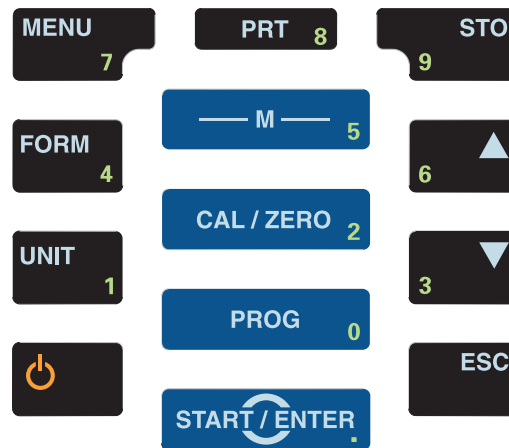 MENU 7
PRT 8
STO 9
FORM 4
— M — 5
6
UNIT 1
CAL / ZERO 2
3
PROG 0
ESC
START / ENTER .